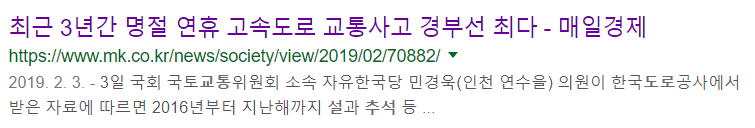 최근 3년간 명절 연휴 고속도로 교통사고 경부선 최다 - 매일경제
https://www.mk.co.kr/news/society/view/2019/02/70882/
2019. 2. 3. - 3일 국회 국토교통위원회 소속 자유한국당 민경욱(인천 연수을) 의원이 한국도로공사에서
받은 자료에 따르면 2016년부터 지난해까지 설과 추석 등 ...